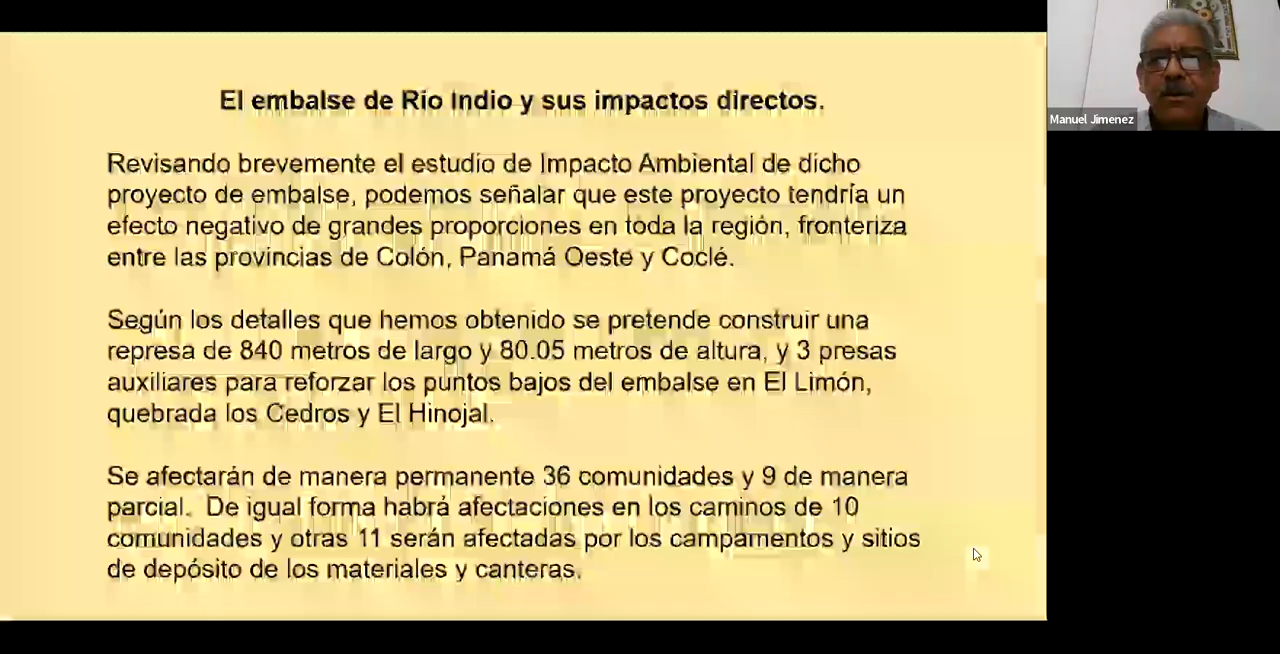 El embalse de Río Indio y sus impactos directos.
Revisando brevemente el estudio de Impacto Ambiental de dicho
proyecto de embalse, podemos señalar que este proyecto tendría un
efecto negativo de grandes proporciones en toda la región, fronteriza
entre las provincias de Colón, Panamá Oeste y Coclé.
Según los detalles que hemos obtenido se pretende construir una
represa de 840 metros de largo y 80.05 metros de altura, y 3 presas
auxiliares para reforzar los puntos bajos del embalse en El Limón,
quebrada los Cedros y El Hinojal.
Se afectarán de manera permanente 36 comunidades y 9 de manera
parcial. De igual forma habrá afectaciones en los caminos de 10
comunidades y otras 11 serán afectadas por los campamentos y sitios
de depósito de los materiales y canteras.
Manuel Jimenez